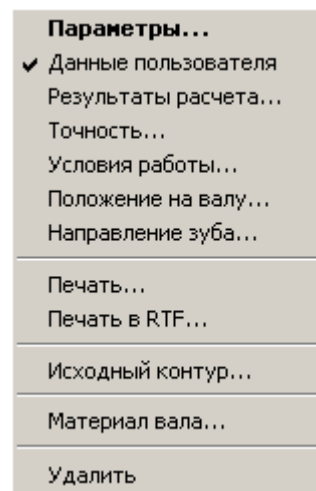 Параметры...
Данные пользователя
Результаты расчета...
Точность...
Условия работы...
Положение на валу...
Направление зуба...
Печать...
Печать в RTF...
Исходный контур...
Материал вала...
Удалить